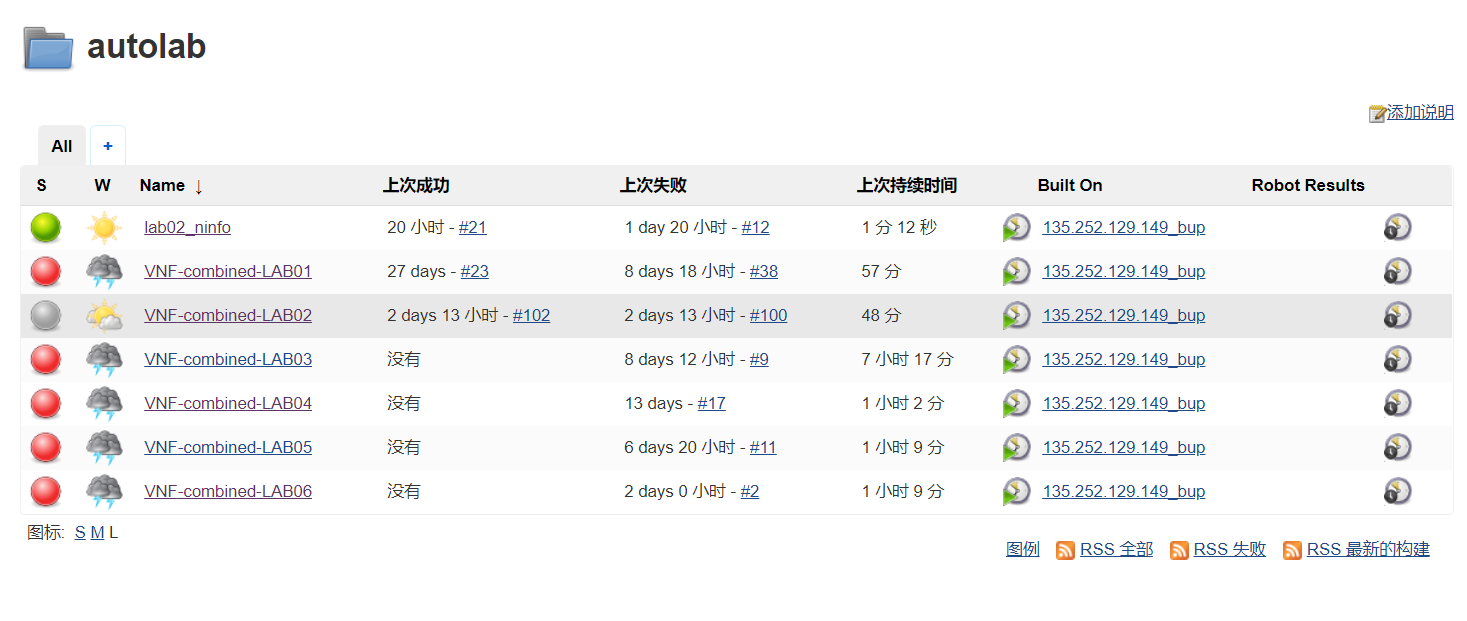 autolab
添加说明
All +
S W Name ↓ 上次成功 上次失败 上次持续时间 Built On Robot Results
lab02_ninfo 20 小时 - #21 1 day 20 小时 - #12 1 分 12 秒 135.252.129.149_bup
VNF-combined-LAB01 27 days - #23 8 days 18 小时 - #38 57 分 135.252.129.149_bup
VNF-combined-LAB02 2 days 13 小时 - #102 2 days 13 小时 - #100 48 分 135.252.129.149_bup
VNF-combined-LAB03 没有 8 days 12 小时 - #9 7 小时 17 分 135.252.129.149_bup
VNF-combined-LAB04 没有 13 days - #17 1 小时 2 分 135.252.129.149_bup
VNF-combined-LAB05 没有 6 days 20 小时 - #11 1 小时 9 分 135.252.129.149_bup
VNF-combined-LAB06 没有 2 days 0 小时 - #2 1 小时 9 分 135.252.129.149_bup
图标: S M L
图例 RSS 全部 RSS 失败 RSS 最新的构建